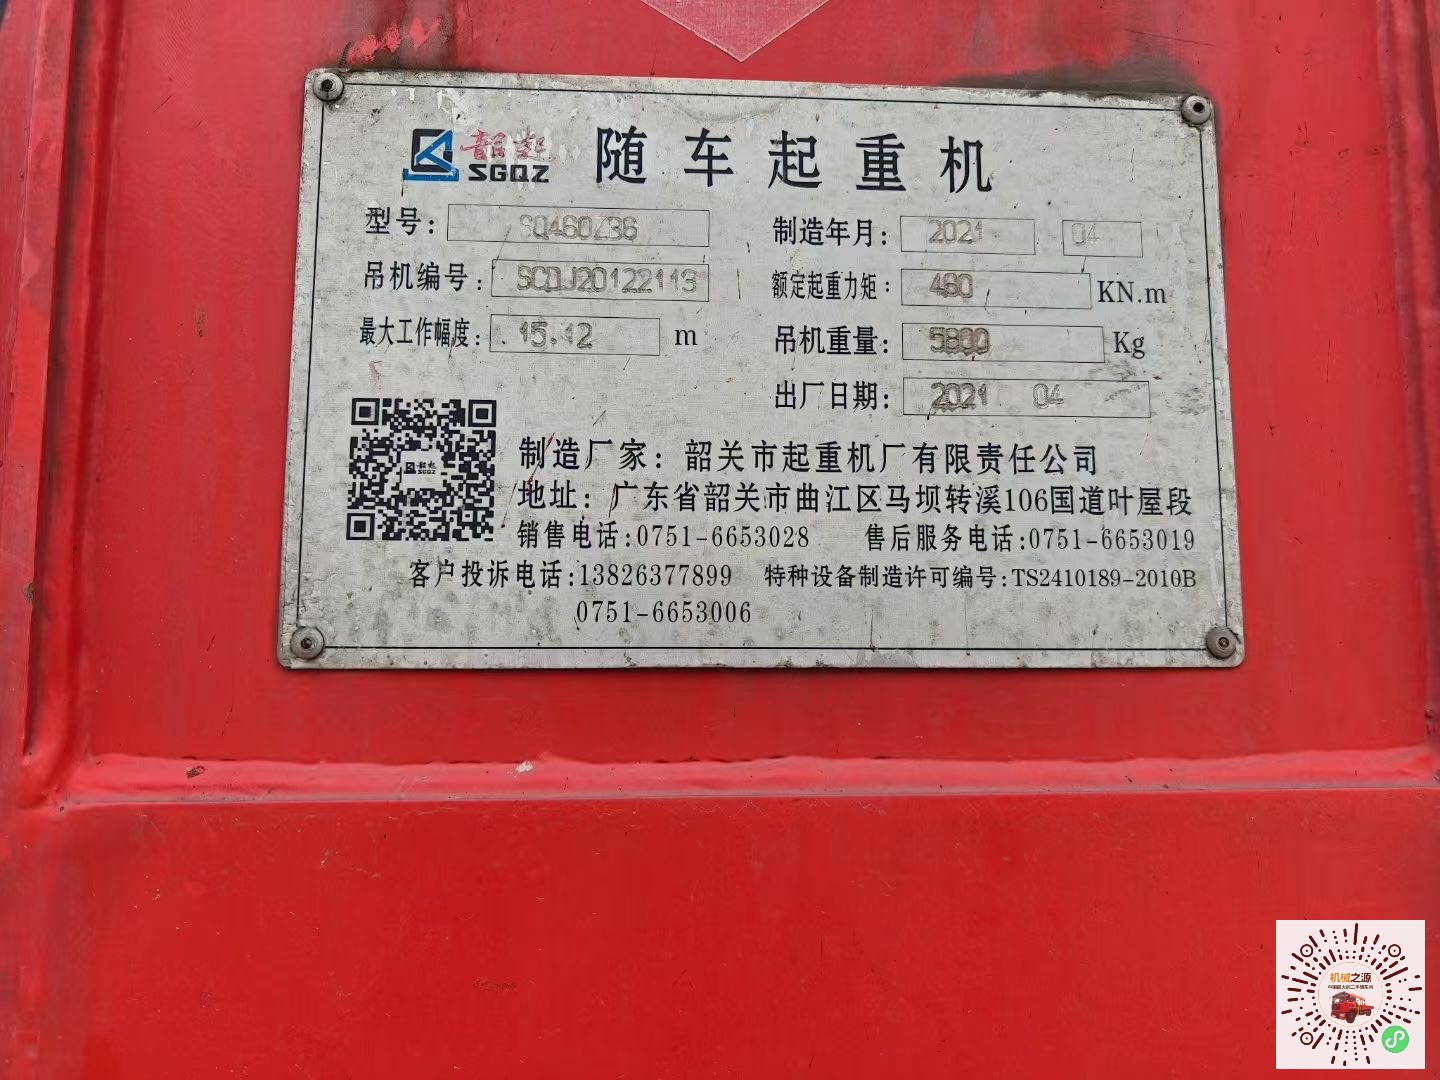 韶起 SGQZ 随车起重机
型号: SQ460Z36 制造年月: 2021 04
吊机编号: SCDJ20122113 额定起重力矩: 460 KN.m
最大工作幅度: 15.12 m 吊机重量: 5800 Kg
出厂日期: 2021 04
韶起 SGQZ
制造厂家: 韶关市起重机厂有限责任公司
地址: 广东省韶关市曲江区马坝转溪106国道叶屋段
销售电话:0751-6653028 售后服务电话:0751-6653019
客户投诉电话:13826377899 特种设备制造许可编号:TS2410189-2010B
0751-6653006
机械之源